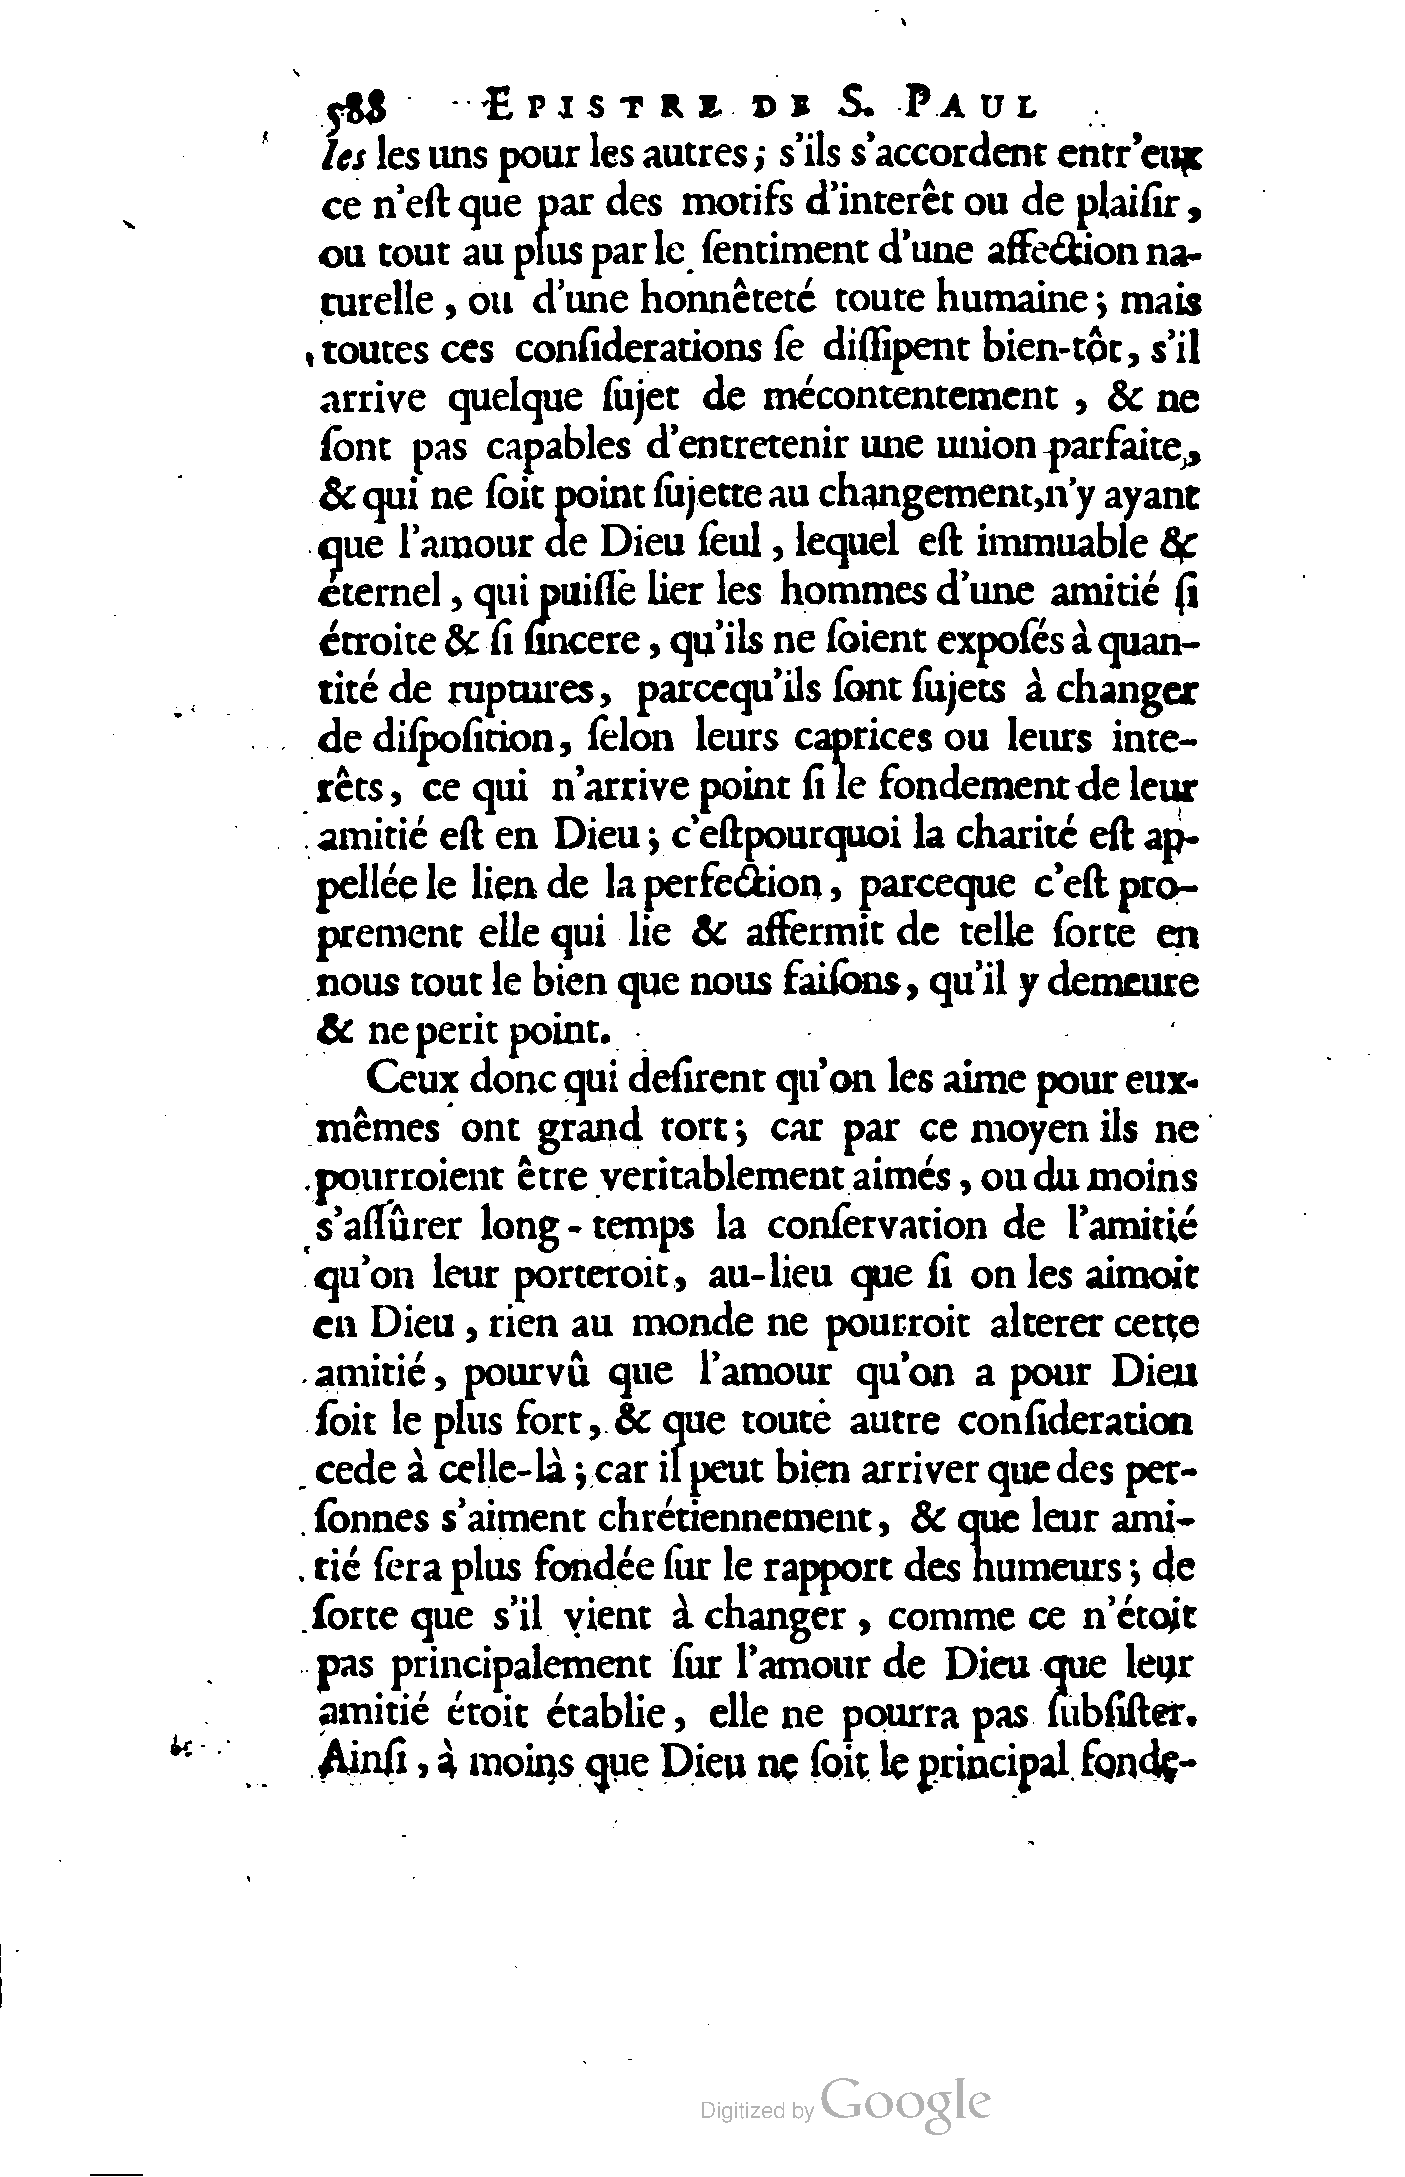 588 EPISTRE DE S. PAUL
les les uns pour les autres; s'ils s'accordent entr'eux
ce n'eſt que par des motifs d'interêt ou de plaiſir,
ou tout au plus par le ſentiment d'une affection na-
turelle, ou d'une honnêteté toute humaine; mais
toutes ces conſiderations ſe diſſipent bien-tôt, s'il
arrive quelque ſujet de mécontentement, & ne
ſont pas capables d'entretenir une union parfaite,
& qui ne ſoit point ſujette au changement, n'y ayant
que l'amour de Dieu ſeul, lequel eſt immuable &
éternel, qui puiſſe lier les hommes d'une amitié ſi
étroite & ſi ſincere, qu'ils ne ſoient expoſés à quan-
tité de ruptures, parcequ'ils ſont ſujets à changer
de diſpoſition, ſelon leurs caprices ou leurs inte-
rêts, ce qui n'arrive point ſi le fondement de leur
amitié eſt en Dieu; c'eſtpourquoi la charité eſt ap-
pellée le lien de la perfection, parceque c'eſt pro-
prement elle qui lie & affermit de telle ſorte en
nous tout le bien que nous faiſons, qu'il y demeure
& ne perit point.
Ceux donc qui deſirent qu'on les aime pour eux-
mêmes ont grand tort; car par ce moyen ils ne
pourroient être veritablement aimés, ou du moins
s'aſſûrer long-temps la conſervation de l'amitié
qu'on leur porteroit, au-lieu que ſi on les aimoit
en Dieu, rien au monde ne pourroit alterer cette
amitié, pourvû que l'amour qu'on a pour Dieu
ſoit le plus fort, & que toute autre conſideration
cede à celle-là; car il peut bien arriver que des per-
ſonnes s'aiment chrétiennement, & que leur ami-
tié ſera plus fondée ſur le rapport des humeurs; de
ſorte que s'il vient à changer, comme ce n'étoit
pas principalement ſur l'amour de Dieu que leur
amitié étoit établie, elle ne pourra pas ſubſiſter.
Ainſi, à moins que Dieu ne ſoit le principal fonde-
Digitized by Google